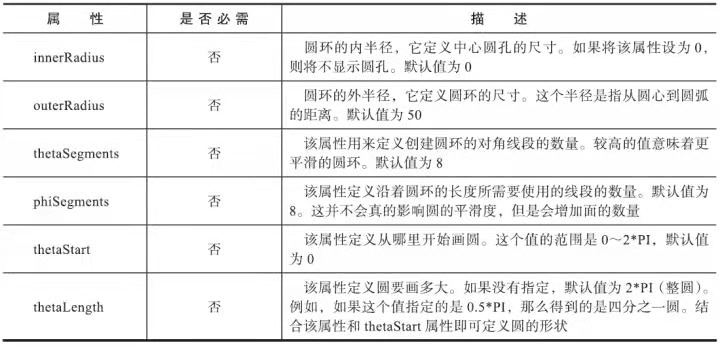 属 性 是否必需 描 述
innerRadius 否 圆环的内半径，它定义中心圆孔的尺寸。如果将该属性设为 0，
则将不显示圆孔。默认值为 0
outerRadius 否 圆环的外半径，它定义圆环的尺寸。这个半径是指从圆心到圆弧
的距离。默认值为 50
thetaSegments 否 该属性用来定义创建圆环的对角线段的数量。较高的值意味着更
平滑的圆环。默认值为 8
phiSegments 否 该属性定义沿着圆环的长度所需要使用的线段的数量。默认值为
8。这并不会真的影响圆的平滑度，但是会增加面的数量
thetaStart 否 该属性定义从哪里开始画圆。这个值的范围是 0～2*PI，默认值
为 0
thetaLength 否 该属性定义圆要画多大。如果没有指定，默认值为 2*PI（整圆）。
例如，如果这个值指定的是 0.5*PI，那么得到的是四分之一圆。结
合该属性和 thetaStart 属性即可定义圆的形状